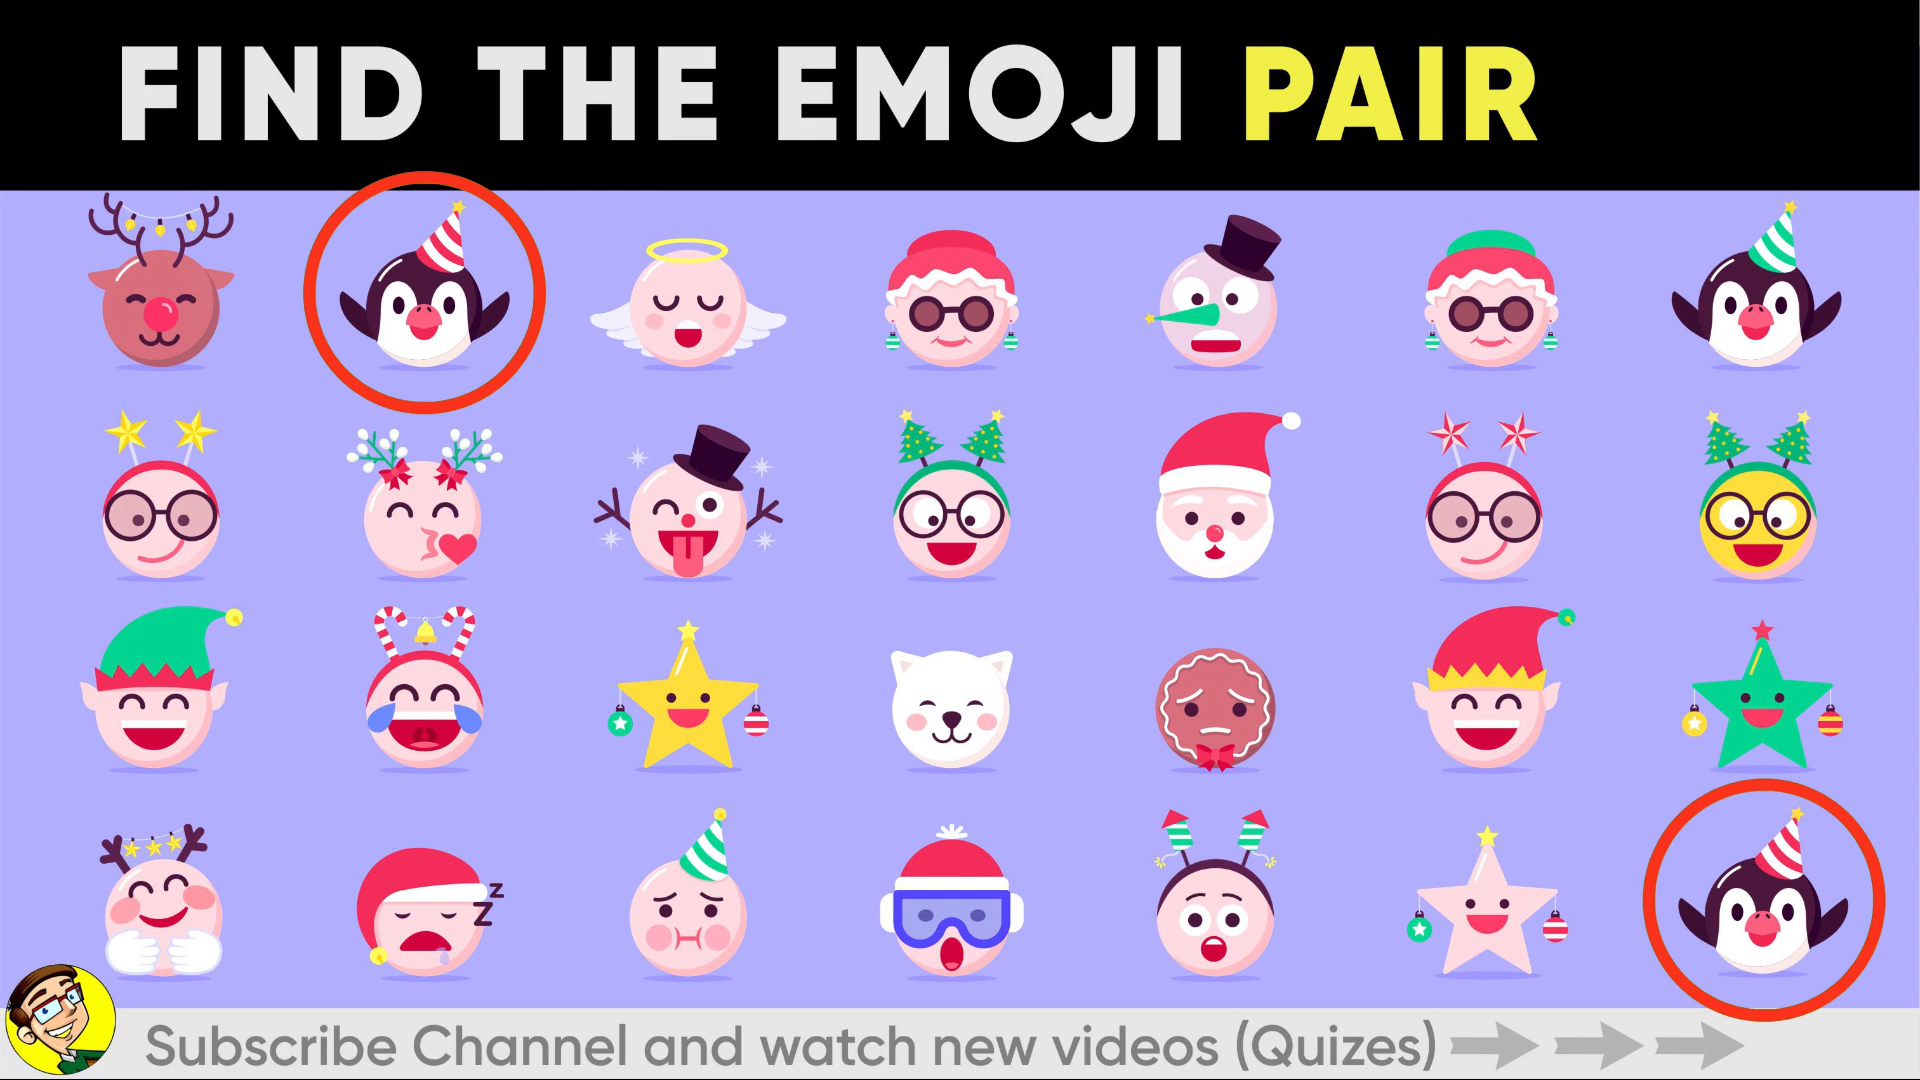 FIND THE EMOJI PAIR
z
Z
Subscribe Channel and watch new videos (Quizes)